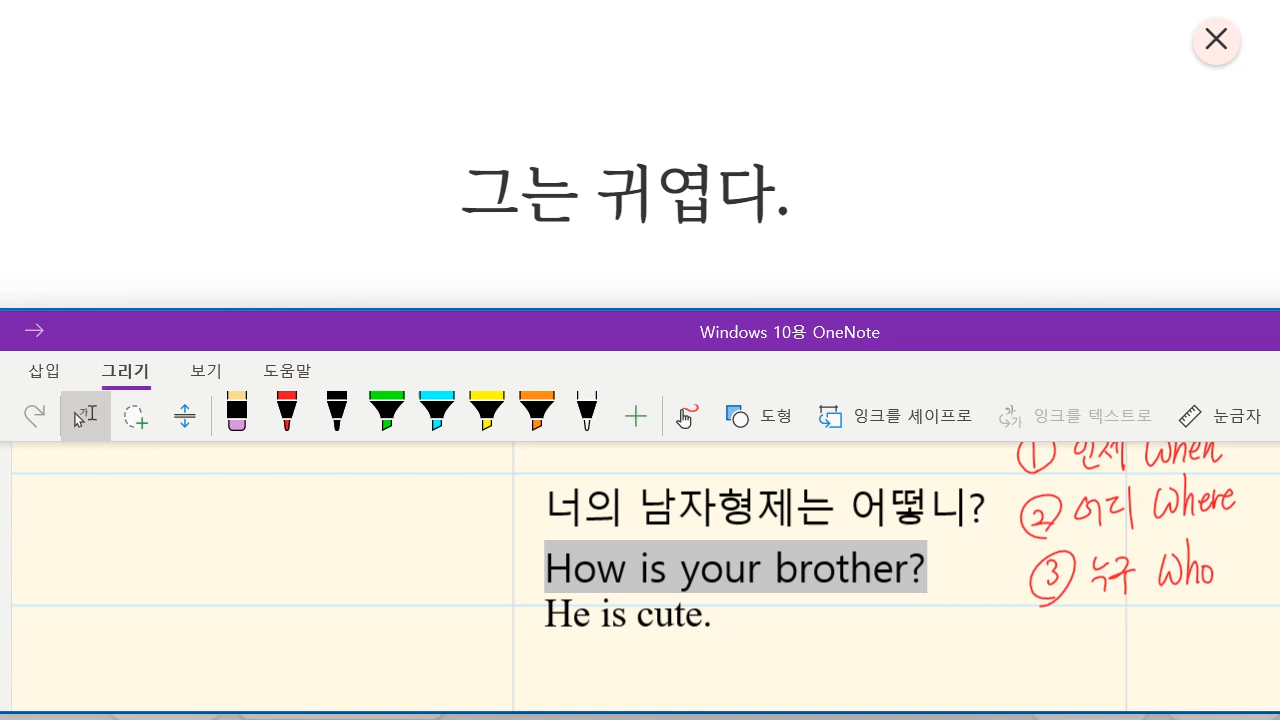 그는 귀엽다.
Windows 10용 OneNote
삽입 그리기 보기 도움말
도형 잉크를 셰이프로 잉크를 텍스트로 눈금자
① 언제 When
너의 남자형제는 어떻니?
② 어디 Where
How is your brother?
③ 누구 Who
He is cute.